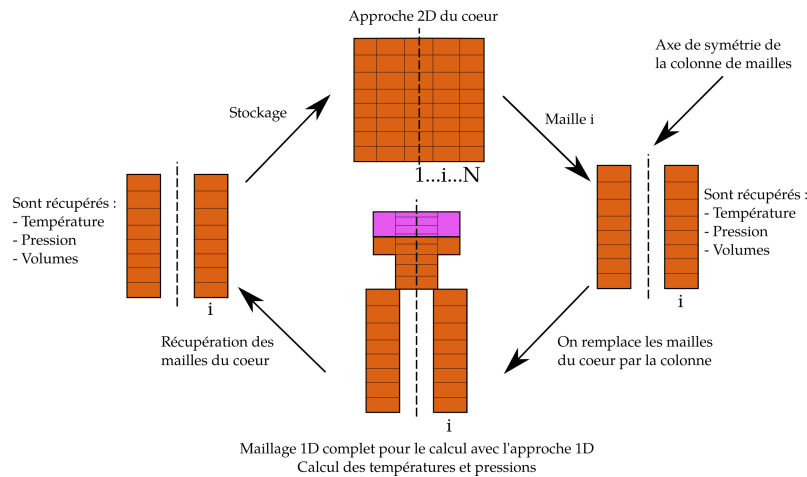 Approche 2D du coeur
Axe de symétrie de
la colonne de mailles
Stockage
Maille i
1...i...N
Sont récupérés :
- Température
- Pression
- Volumes
i
Sont récupérés :
- Température
- Pression
- Volumes
i
Récupération des
mailles du coeur
On remplace les mailles
du coeur par la colonne
i
Maillage 1D complet pour le calcul avec l'approche 1D
Calcul des températures et pressions